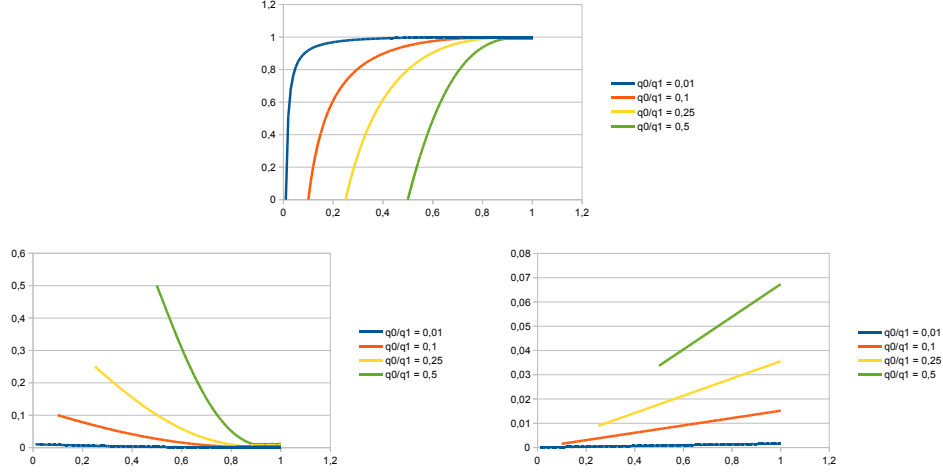 1,2
1
0,8
0,6
0,4
0,2
0
0 0,2 0,4 0,6 0,8 1 1,2
q0/q1 = 0,01
q0/q1 = 0,1
q0/q1 = 0,25
q0/q1 = 0,5
0,6
0,5
0,4
0,3
0,2
0,1
0
0 0,2 0,4 0,6 0,8 1 1,2
q0/q1 = 0,01
q0/q1 = 0,1
q0/q1 = 0,25
q0/q1 = 0,5
0,08
0,07
0,06
0,05
0,04
0,03
0,02
0,01
0
0 0,2 0,4 0,6 0,8 1 1,2
q0/q1 = 0,01
q0/q1 = 0,1
q0/q1 = 0,25
q0/q1 = 0,5